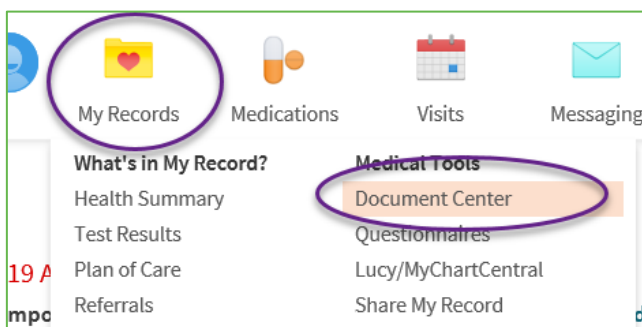 My Records Medications Visits Messaging
What's in My Record? Medical Tools
Health Summary Document Center
Test Results Questionnaires
19 A Plan of Care Lucy/MyChartCentral
Referrals Share My Record